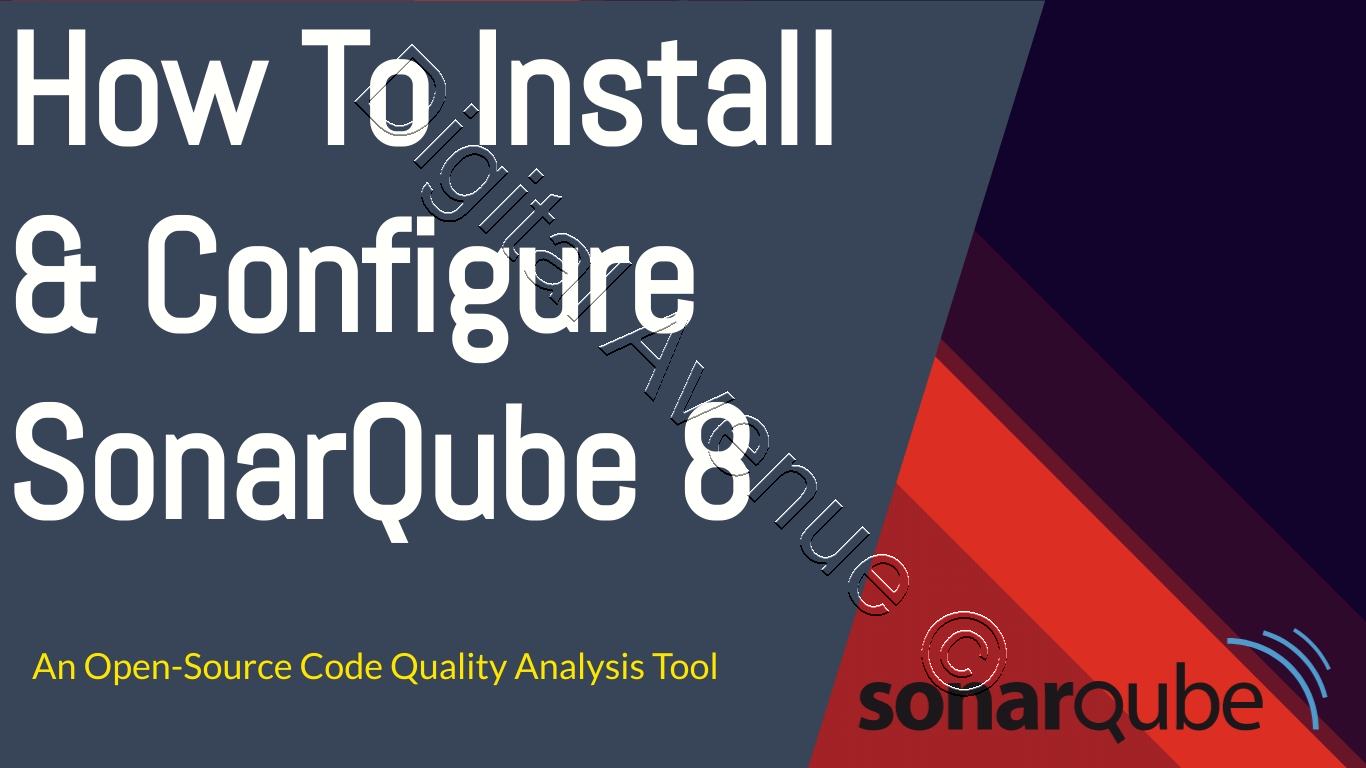 How To Install
& Configure
SonarQube 8
An Open-Source Code Quality Analysis Tool
sonarqube
Digital Avenue ©